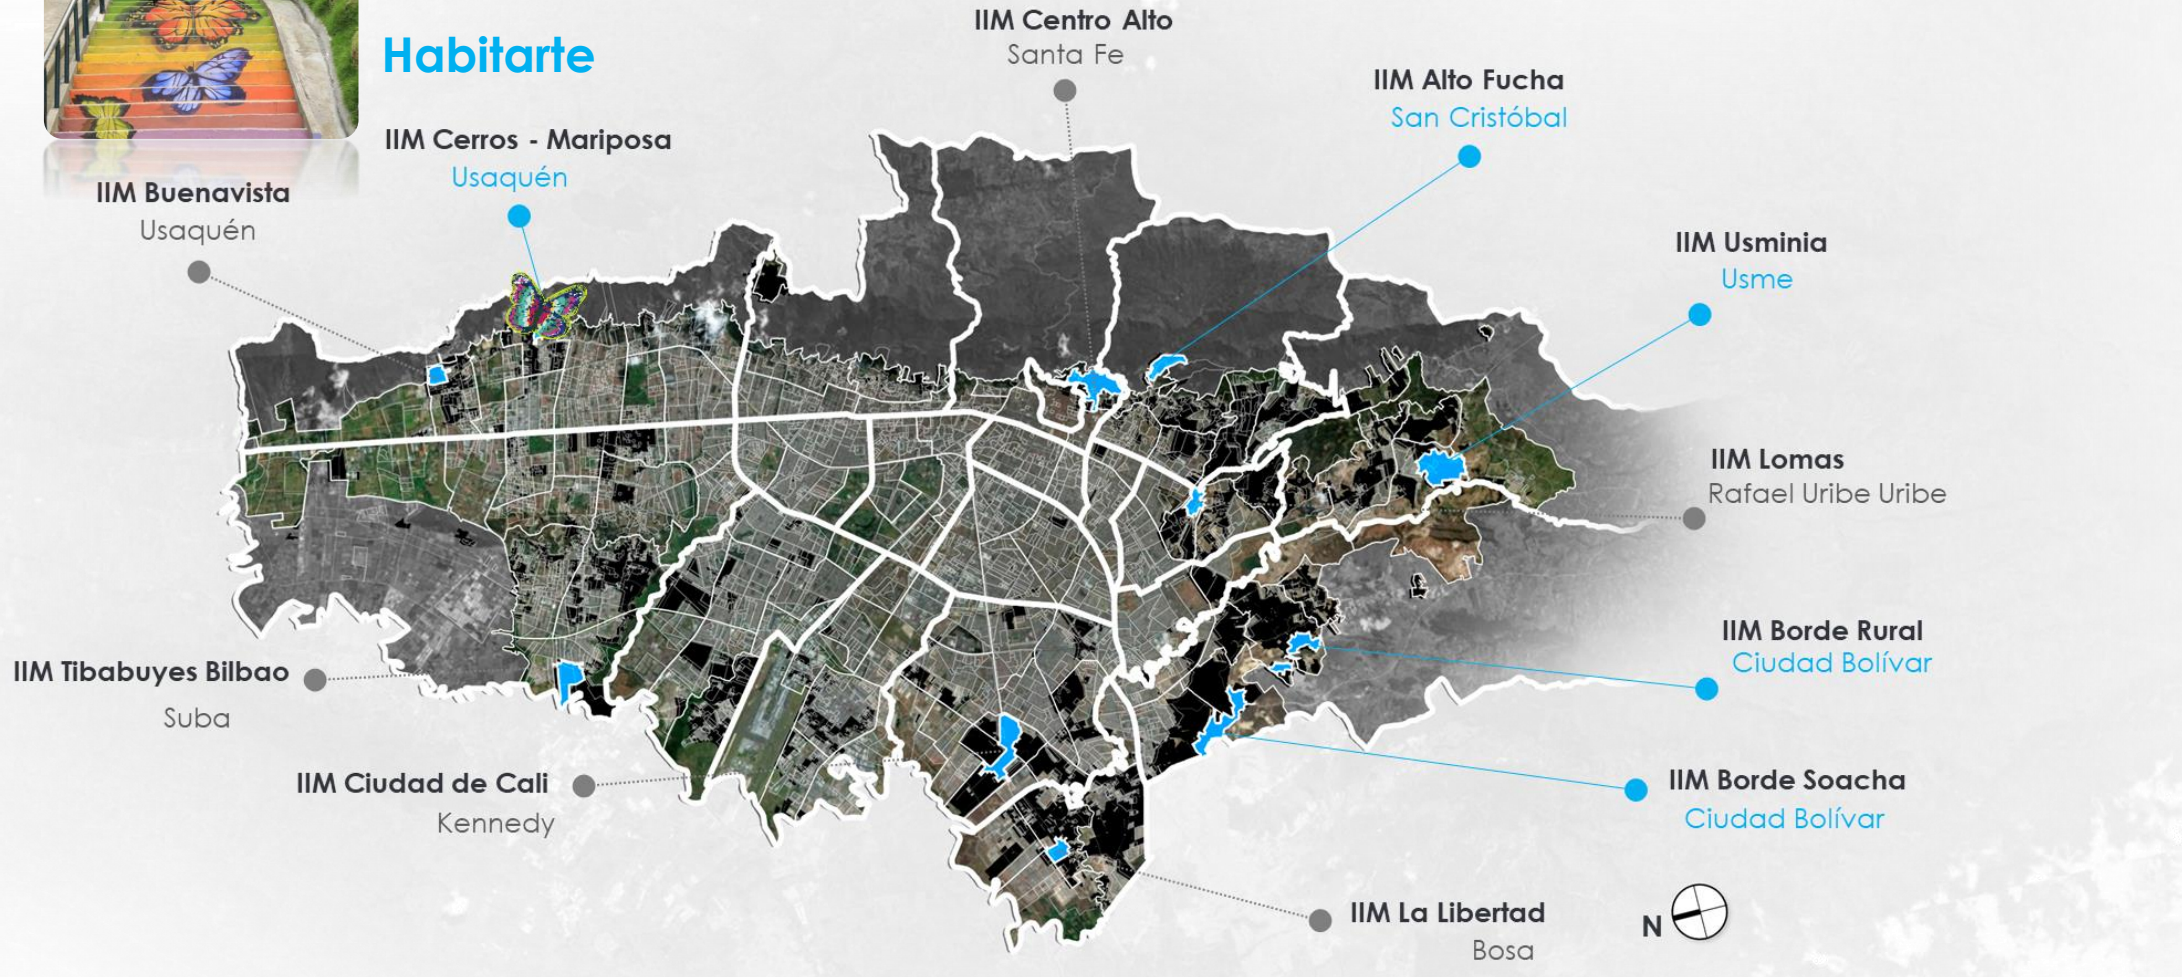 Habitarte
IIM Centro Alto
Santa Fe
IIM Alto Fucha
San Cristóbal
IIM Cerros - Mariposa
Usaquén
IIM Buenavista
Usaquén
IIM Usminia
Usme
IIM Lomas
Rafael Uribe Uribe
IIM Borde Rural
Ciudad Bolívar
IIM Tibabuyes Bilbao
Suba
IIM Ciudad de Cali
Kennedy
IIM Borde Soacha
Ciudad Bolívar
IIM La Libertad
Bosa
N